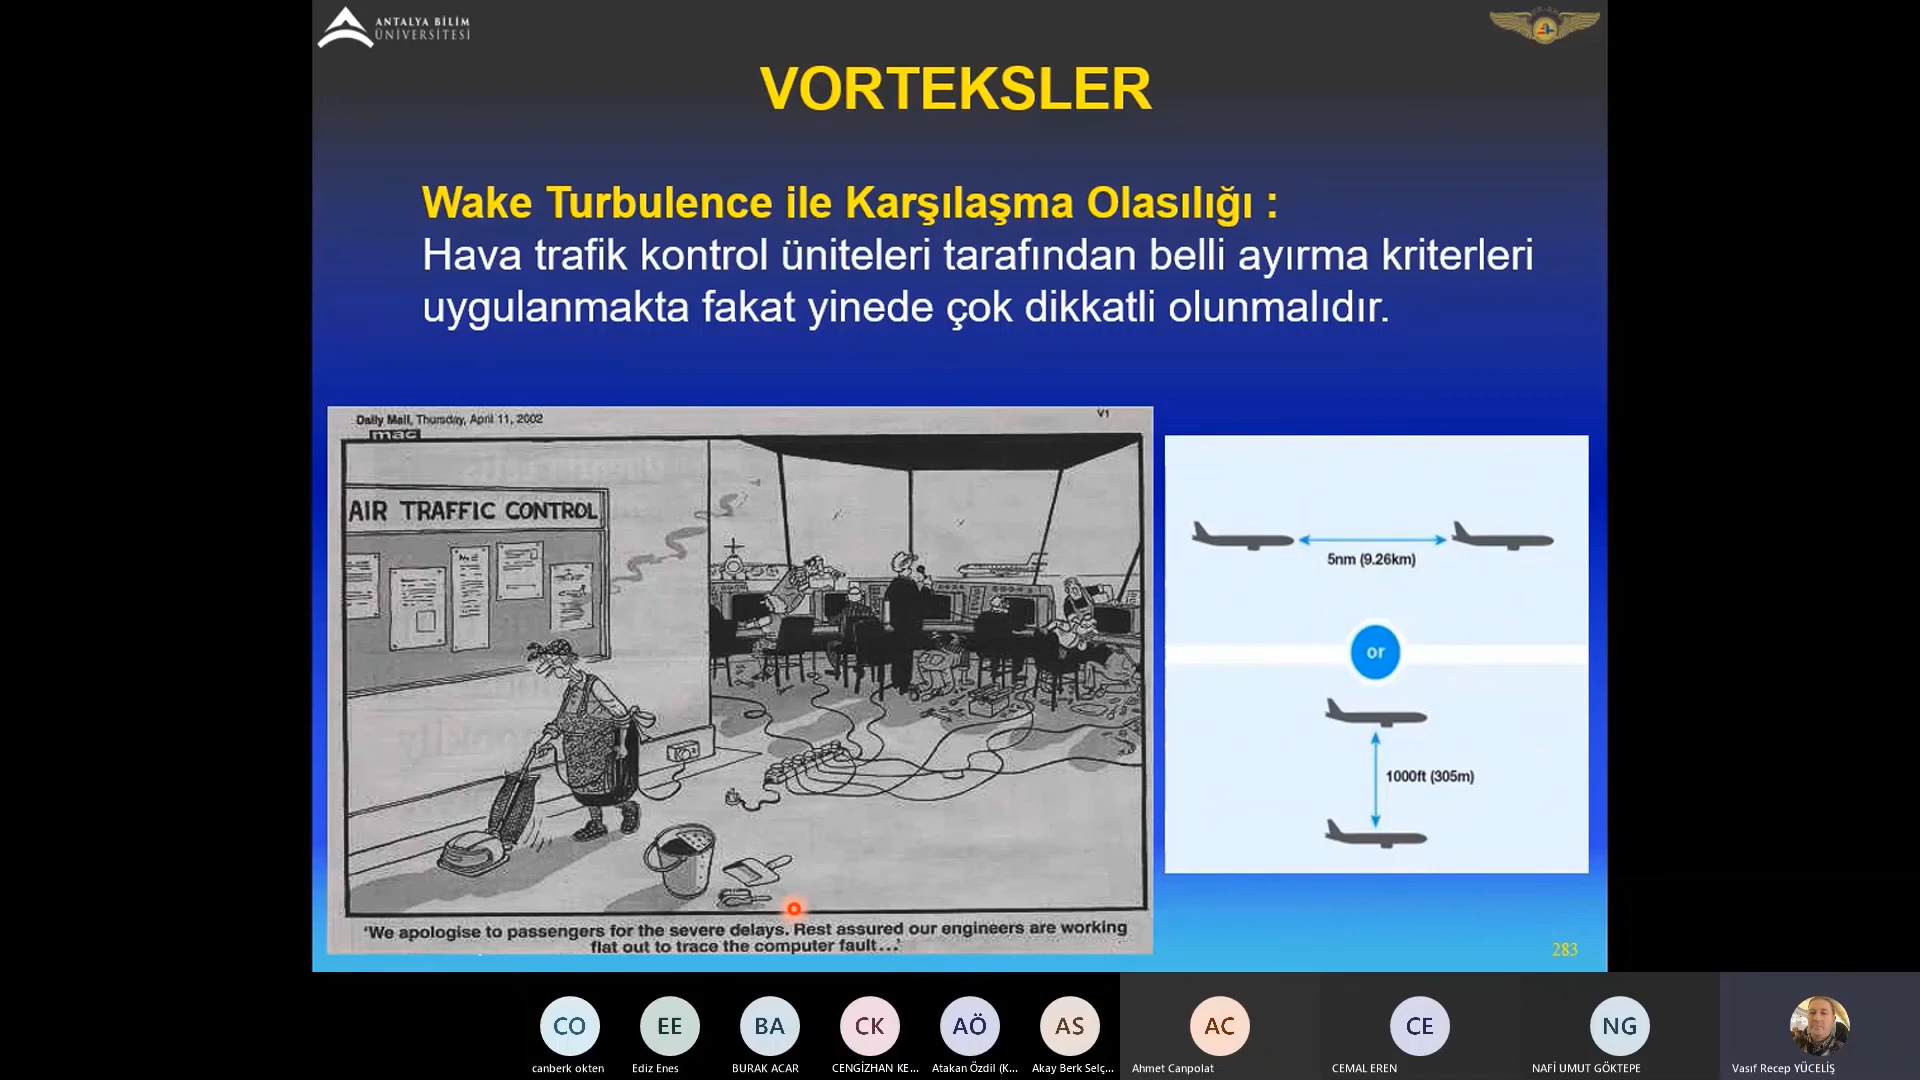 ANTALYA BİLİM
ÜNİVERSİTESİ
VORTEKSLER
Wake Turbulence ile Karşılaşma Olasılığı :
Hava trafik kontrol üniteleri tarafından belli ayırma kriterleri
uygulanmakta fakat yinede çok dikkatli olunmalıdır.
Daily Mail, Thursday, April 11, 2002
V1
mac
AIR TRAFFIC CONTROL
'We apologise to passengers for the severe delays. Rest assured our engineers are working
flat out to trace the computer fault...'
5nm (9.26km)
or
1000ft (305m)
283
CO
EE
BA
CK
AÖ
AS
AC
CE
NG
canberk okten
Ediz Enes
BURAK ACAR
CENGİZHAN KE...
Atakan Özdil (K...
Akay Berk Selç...
Ahmet Canpolat
CEMAL EREN
NAFİ UMUT GÖKTEPE
Vasıf Recep YÜCELİŞ